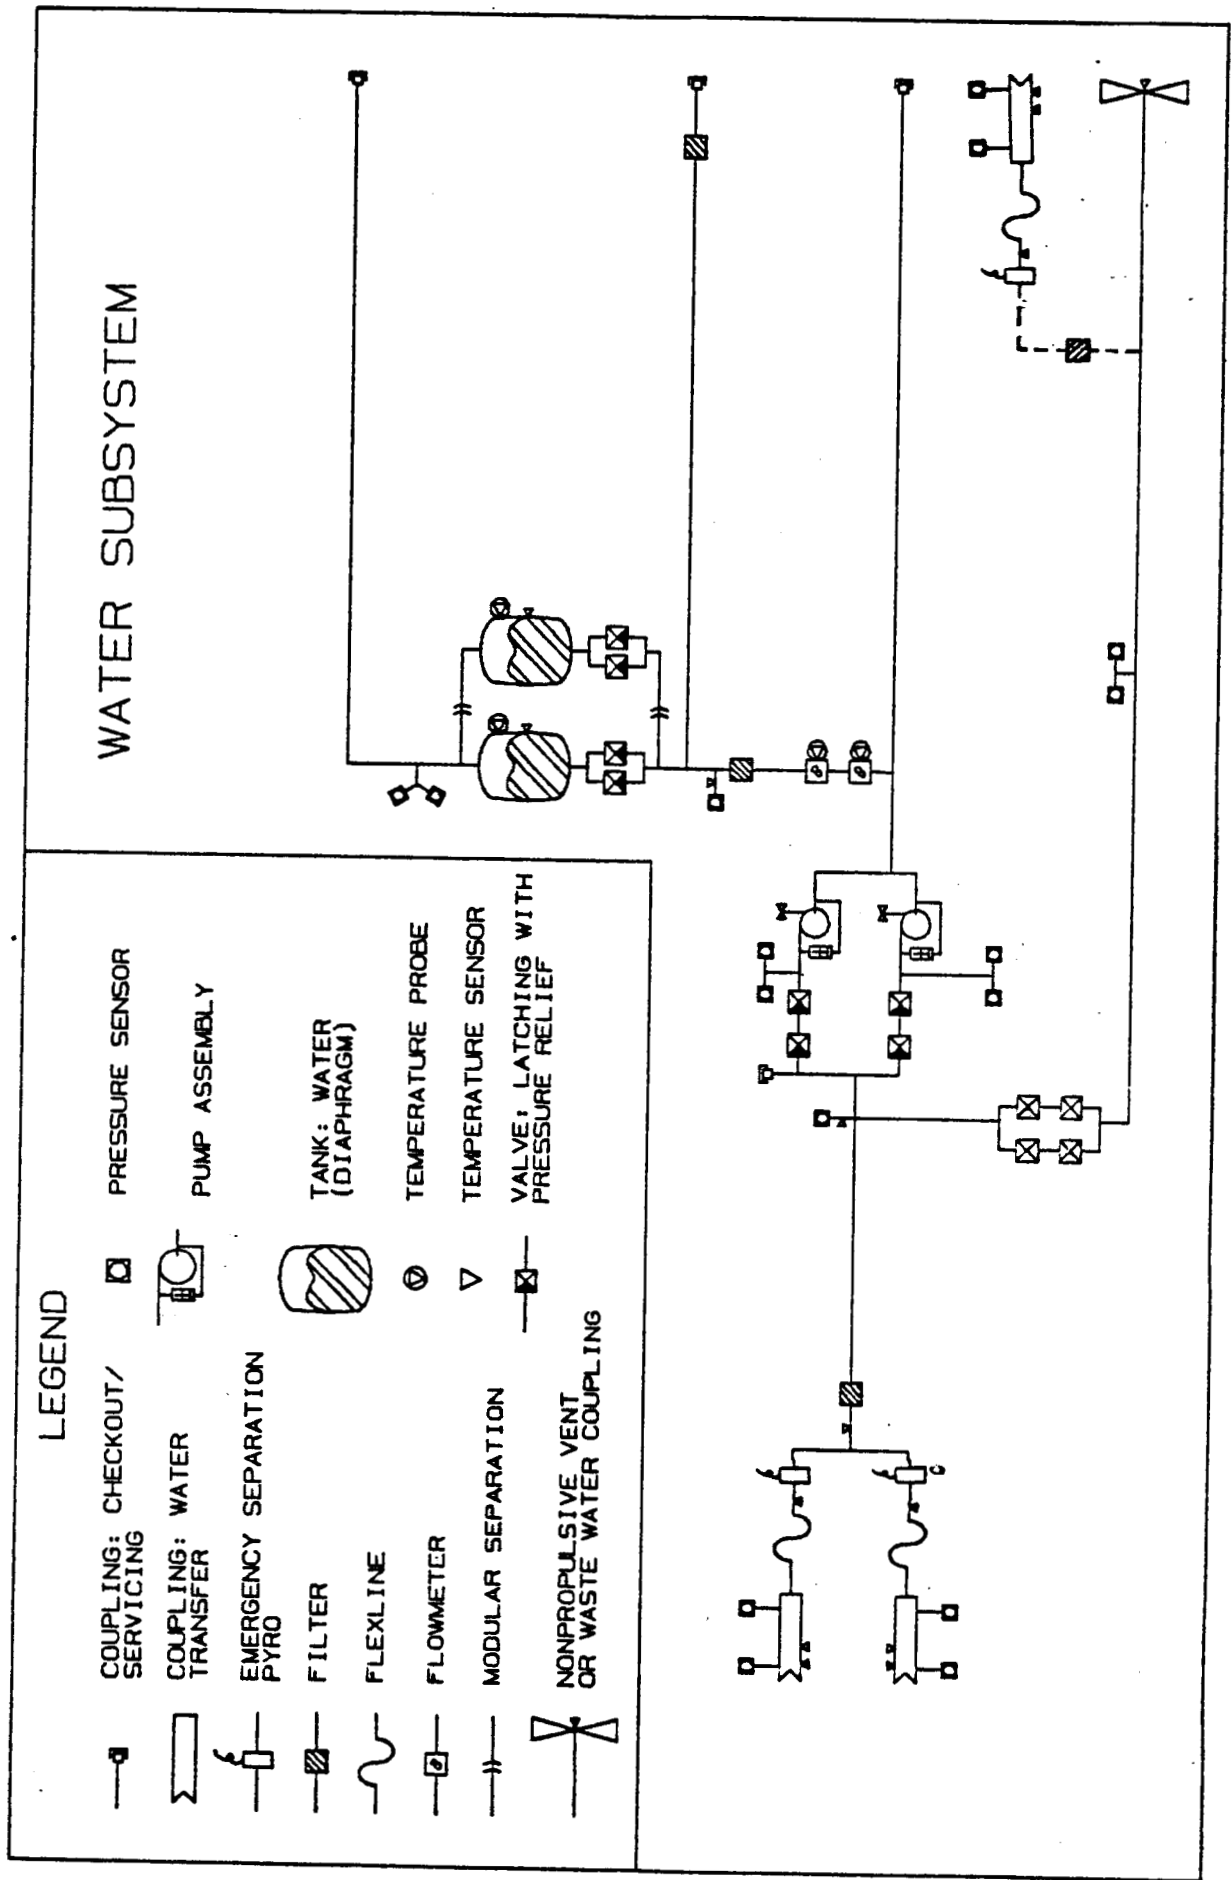 WATER SUBSYSTEM
LEGEND
COUPLING: CHECKOUT/
SERVICING
COUPLING: WATER
TRANSFER
EMERGENCY SEPARATION
PYRO
FILTER
FLEXLINE
FLOWMETER
MODULAR SEPARATION
NONPROPULSIVE VENT
OR WASTE WATER COUPLING
PRESSURE SENSOR
PUMP ASSEMBLY
TANK: WATER
(DIAPHRAGM)
TEMPERATURE PROBE
TEMPERATURE SENSOR
VALVE: LATCHING WITH
PRESSURE RELIEF